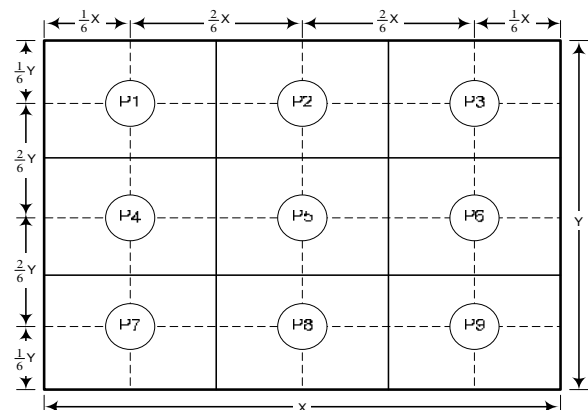 1/6 X 2/6 X 2/6 X 1/6 X
1/6 Y
P1 P2 P3
2/6 Y
P4 P5 P6
Y
2/6 Y
P7 P8 P9
1/6 Y
X